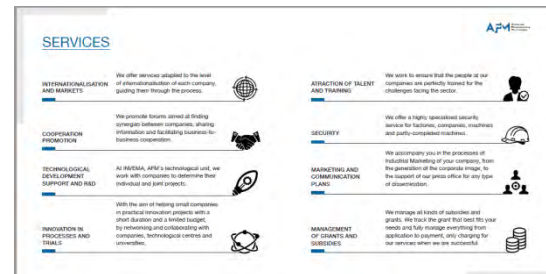 AFM
SERVICES
INTERNATIONALISATION
AND MARKETS
We offer services adapted to the level
of internationalisation of each company,
guiding them through the process.
COOPERATION
PROMOTION
We promote forums aimed at finding
synergies between companies, sharing
information and facilitating business-to-
business cooperation.
TECHNOLOGICAL
DEVELOPMENT
SUPPORT AND R&D
At INVEMA, AFM's technological unit, we
work with companies to determine their
individual and joint projects.
INNOVATION IN
PROCESSES AND
TRIALS
With the aim of helping small companies
in practical innovation projects with a
short duration and a limited budget,
by networking and collaborating with
companies, technological centres and
universities.
ATRACTION OF TALENT
AND TRAINING
We work to ensure that the people at our
companies are perfectly trained for the
challenges facing the sector.
SECURITY
We offer a highly specialised security
service for factories, companies, machines
and partly-completed machines.
MARKETING AND
COMMUNICATION
PLANS
We accompany you in the processes of
Industrial Marketing of your company, from
the generation of the corporate image, to
the support of our press office for any type
of dissemination.
MANAGEMENT
OF GRANTS AND
SUBSIDIES
We manage all kinds of subsidies and
grants. We track the grant that best fits your
needs and fully manage everything from
application to payment, only charging for
our services when we are successful.